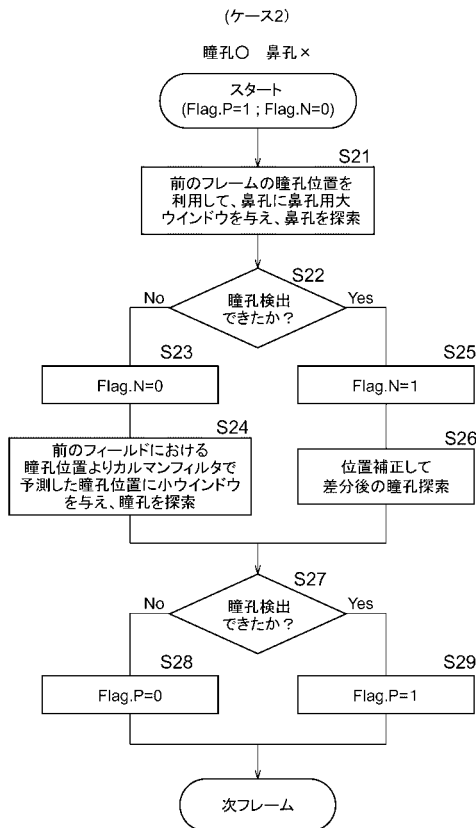 (ケース2)
瞳孔○ 鼻孔×
スタート
(Flag.P=1 ; Flag.N=0)
S21
前のフレームの瞳孔位置を
利用して、鼻孔に鼻孔用大
ウインドウを与え、鼻孔を探索
S22
No
瞳孔検出
できたか？
Yes
S23
Flag.N=0
S25
Flag.N=1
S24
前のフィールドにおける
瞳孔位置よりカルマンフィルタで
予測した瞳孔位置に小ウインドウ
を与え、瞳孔を探索
S26
位置補正して
差分後の瞳孔探索
S27
No
瞳孔検出
できたか？
Yes
S28
Flag.P=0
S29
Flag.P=1
次フレーム